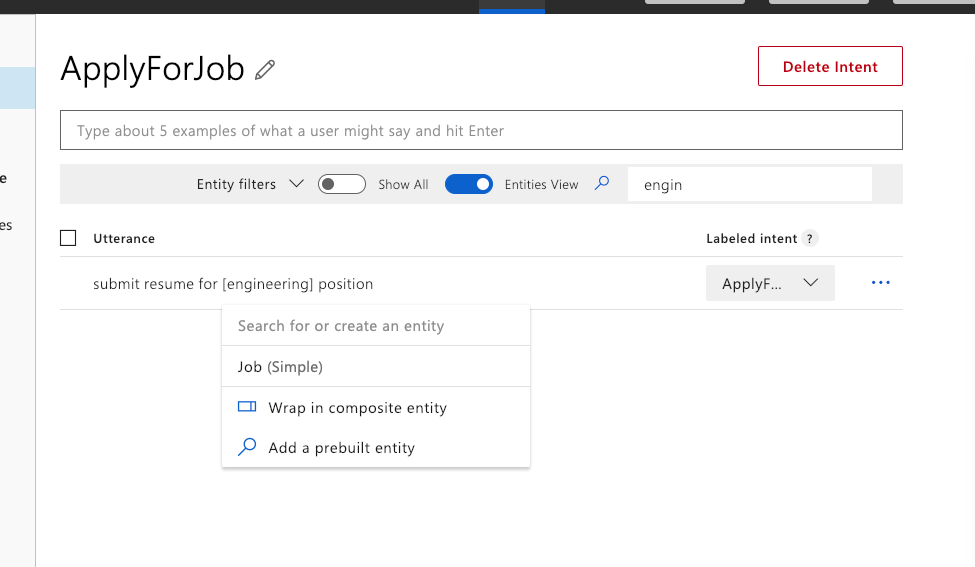 ApplyForJob
Delete Intent
Type about 5 examples of what a user might say and hit Enter
Entity filters Show All Entities View engin
e
es
Utterance Labeled intent ?
submit resume for [engineering] position ApplyF... ...
Search for or create an entity
Job (Simple)
Wrap in composite entity
Add a prebuilt entity